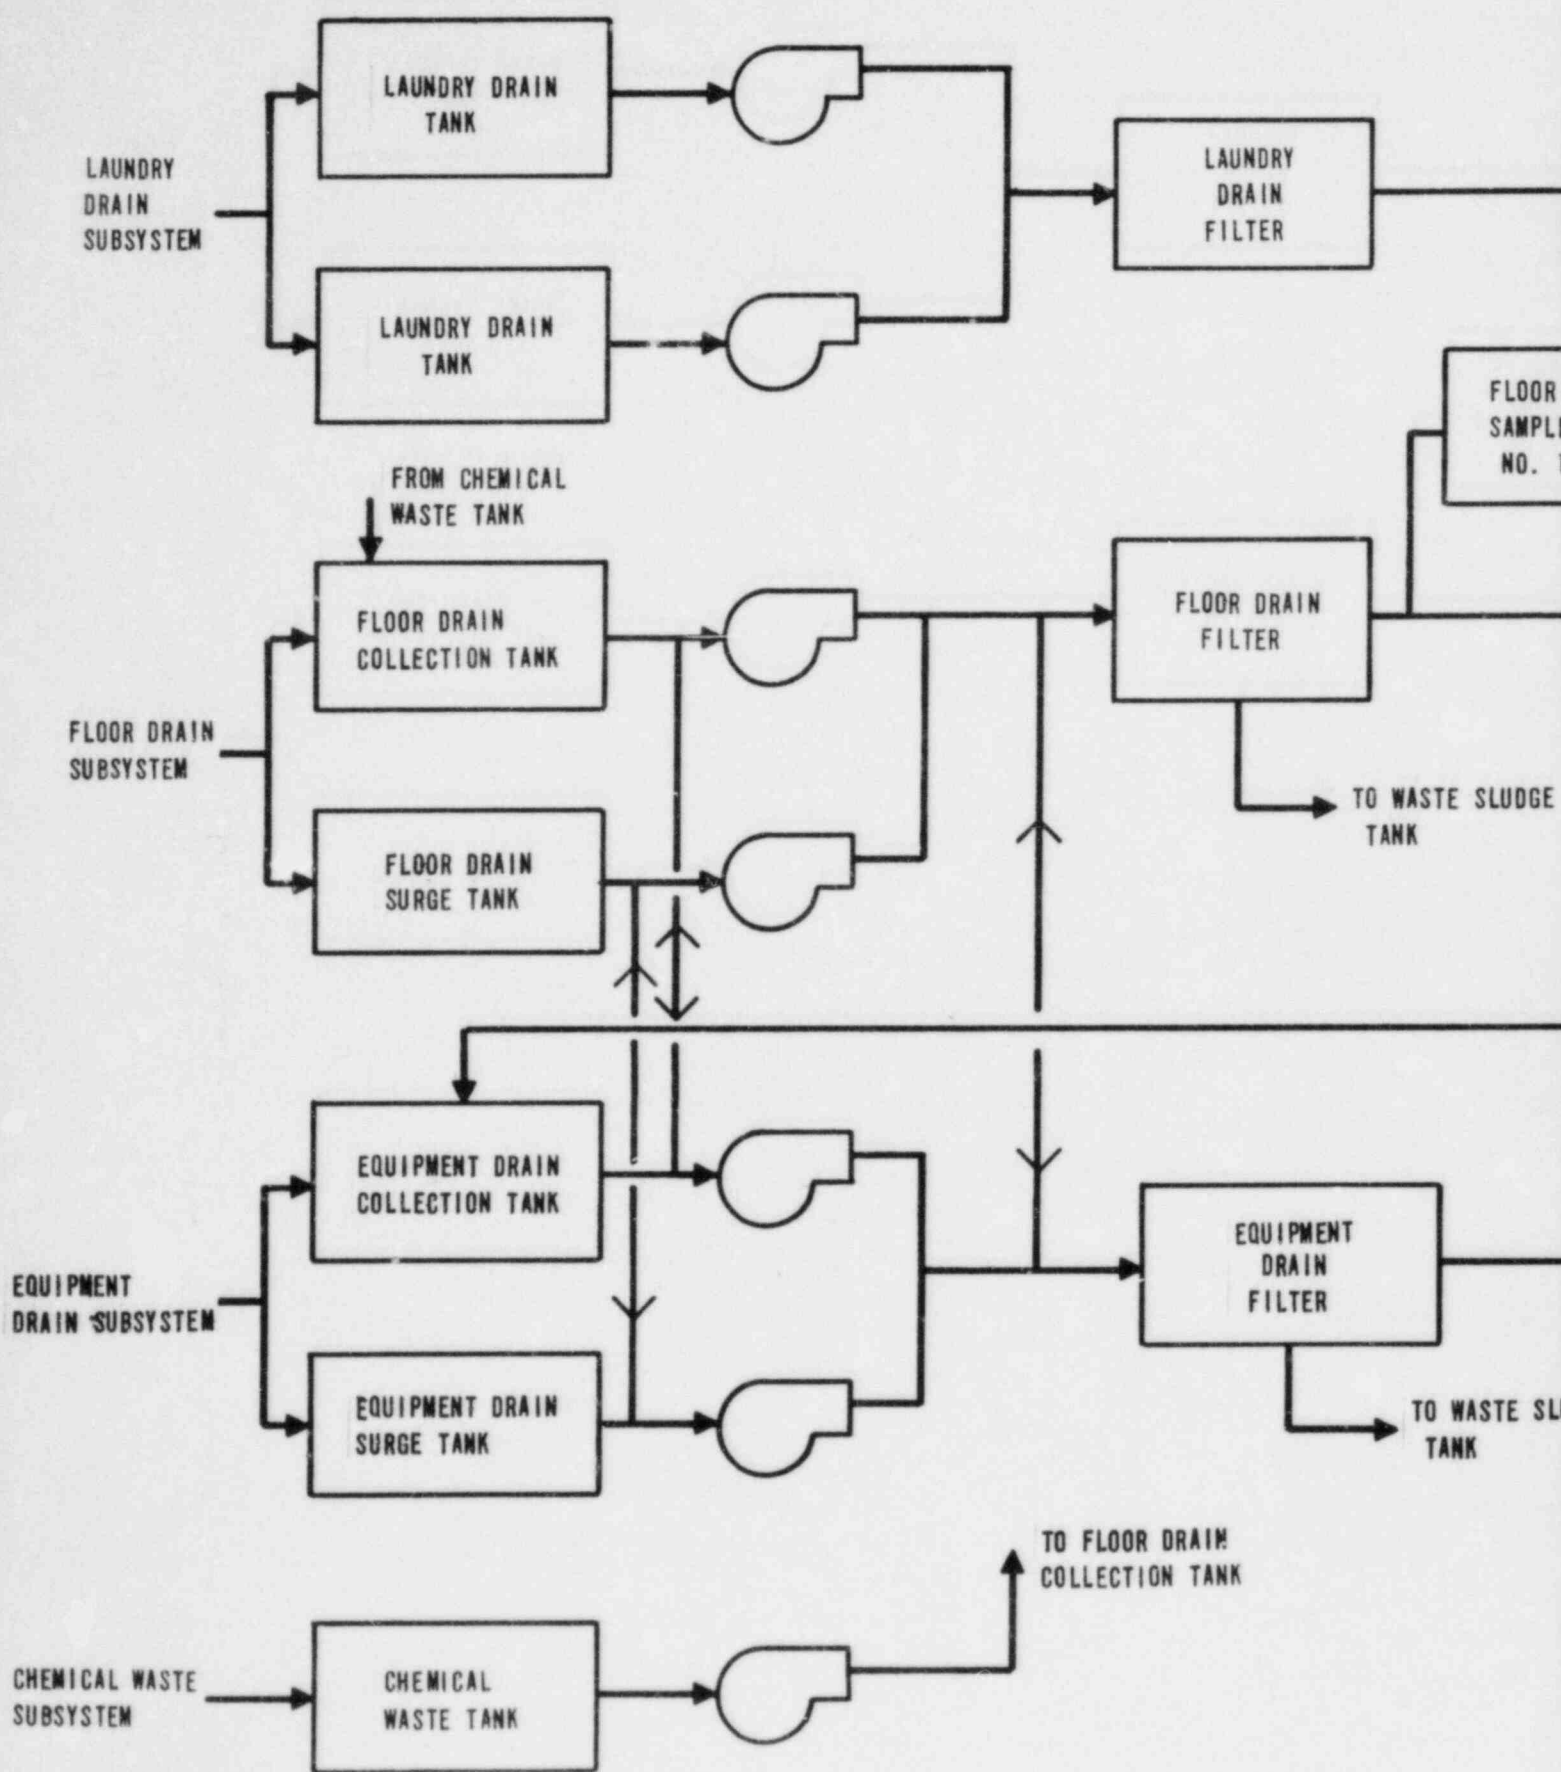 LAUNDRY DRAIN
TANK
LAUNDRY
DRAIN
SUBSYSTEM
LAUNDRY
DRAIN
FILTER
LAUNDRY DRAIN
TANK
FLOOR
SAMPL
NO.
FROM CHEMICAL
WASTE TANK
FLOOR DRAIN
COLLECTION TANK
FLOOR DRAIN
FILTER
FLOOR DRAIN
SUBSYSTEM
TO WASTE SLUDGE
TANK
FLOOR DRAIN
SURGE TANK
EQUIPMENT DRAIN
COLLECTION TANK
EQUIPMENT
DRAIN
FILTER
EQUIPMENT
DRAIN SUBSYSTEM
EQUIPMENT DRAIN
SURGE TANK
TO WASTE SL
TANK
TO FLOOR DRAIN
COLLECTION TANK
CHEMICAL WASTE
SUBSYSTEM
CHEMICAL
WASTE TANK